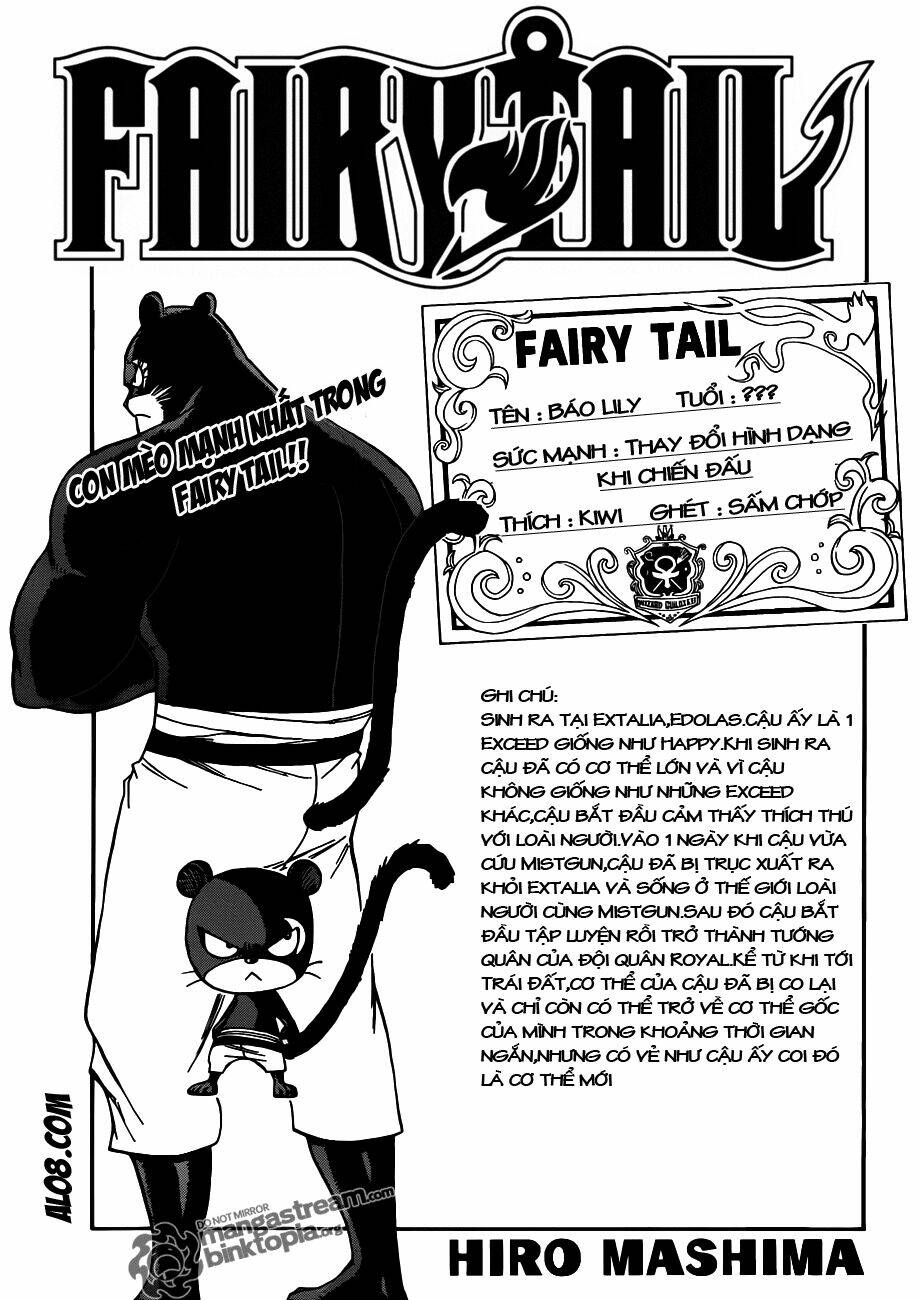 FAIRY TAIL
FAIRY TAIL
TÊN : BÁO LILY TUỔI : ???
SỨC MẠNH : THAY ĐỔI HÌNH DẠNG
KHI CHIẾN ĐẤU
THÍCH : KIWI GHÉT : SẤM CHỚP
CON MÈO MẠNH NHẤT TRONG
FAIRY TAIL!!
GHI CHÚ:
SINH RA TẠI EXTALIA,EDOLAS.CẬU ẤY LÀ 1
EXCEED GIỐNG NHƯ HAPPY.KHI SINH RA
CẬU ĐÃ CÓ CƠ THỂ LỚN VÀ VÌ CẬU
KHÔNG GIỐNG NHƯ NHỮNG EXCEED
KHÁC,CẬU BẮT ĐẦU CẢM THẤY THÍCH THÚ
VỚI LOÀI NGƯỜI.VÀO 1 NGÀY KHI CẬU VỪA
CỨU MISTGUN,CẬU ĐÃ BỊ TRỤC XUẤT RA
KHỎI EXTALIA VÀ SỐNG Ở THẾ GIỚI LOÀI
NGƯỜI CÙNG MISTGUN.SAU ĐÓ CẬU BẮT
ĐẦU TẬP LUYỆN RỒI TRỞ THÀNH TƯỚNG
QUÂN CỦA ĐỘI QUÂN ROYAL.KỂ TỪ KHI TỚI
TRÁI ĐẤT,CƠ THỂ CỦA CẬU ĐÃ BỊ CO LẠI
VÀ CHỈ CÒN CÓ THỂ TRỞ VỀ CƠ THỂ GỐC
CỦA MÌNH TRONG KHOẢNG THỜI GIAN
NGẮN,NHƯNG CÓ VẺ NHƯ CẬU ẤY COI ĐÓ
LÀ CƠ THỂ MỚI
AL08.COM
DO NOT MIRROR
mangastream.com
binktopia.org
HIRO MASHIMA